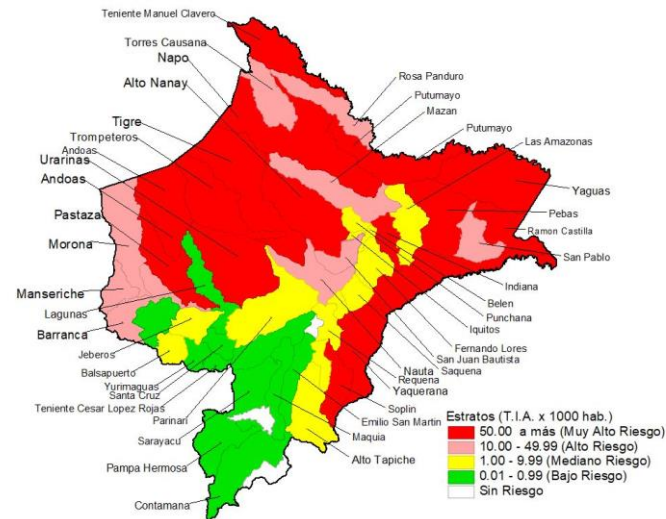 Teniente Manuel Clavero
Torres Causana
Napo
Alto Nanay
Tigre
Trompeteros
Andoas
Urarinas
Andoas
Pastaza
Morona
Manseriche
Lagunas
Barranca
Jeberos
Balsapuerto
Yurimaguas
Santa Cruz
Teniente Cesar Lopez Rojas
Parinari
Sarayacu
Pampa Hermosa
Contamana
Rosa Panduro
Putumayo
Mazan
Putumayo
Las Amazonas
Yaguas
Pebas
Ramon Castilla
San Pablo
Indiana
Belen
Punchana
Iquitos
Fernando Lores
San Juan Bautista
Saquena
Nauta
Requena
Yaquerana
Soplin
Emilio San Martin
Maquia
Alto Tapiche
Estratos (T.I.A. x 1000 hab.)
50.00 a más (Muy Alto Riesgo)
10.00 - 49.99 (Alto Riesgo)
1.00 - 9.99 (Mediano Riesgo)
0.01 - 0.99 (Bajo Riesgo)
Sin Riesgo